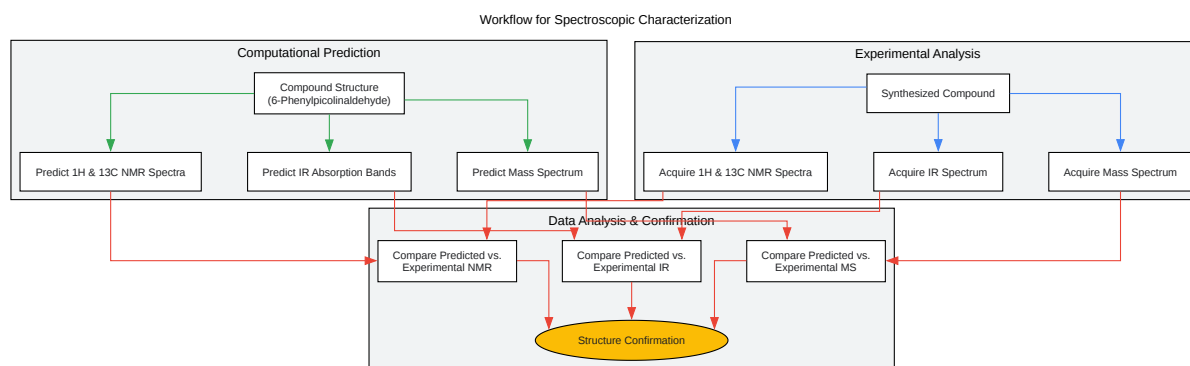 Workflow for Spectroscopic Characterization
Computational Prediction
Compound Structure
(6-Phenylpicolinaldehyde)
Predict 1H & 13C NMR Spectra
Predict IR Absorption Bands
Predict Mass Spectrum
Experimental Analysis
Synthesized Compound
Acquire 1H & 13C NMR Spectra
Acquire IR Spectrum
Acquire Mass Spectrum
Data Analysis & Confirmation
Compare Predicted vs.
Experimental NMR
Compare Predicted vs.
Experimental IR
Compare Predicted vs.
Experimental MS
Structure Confirmation